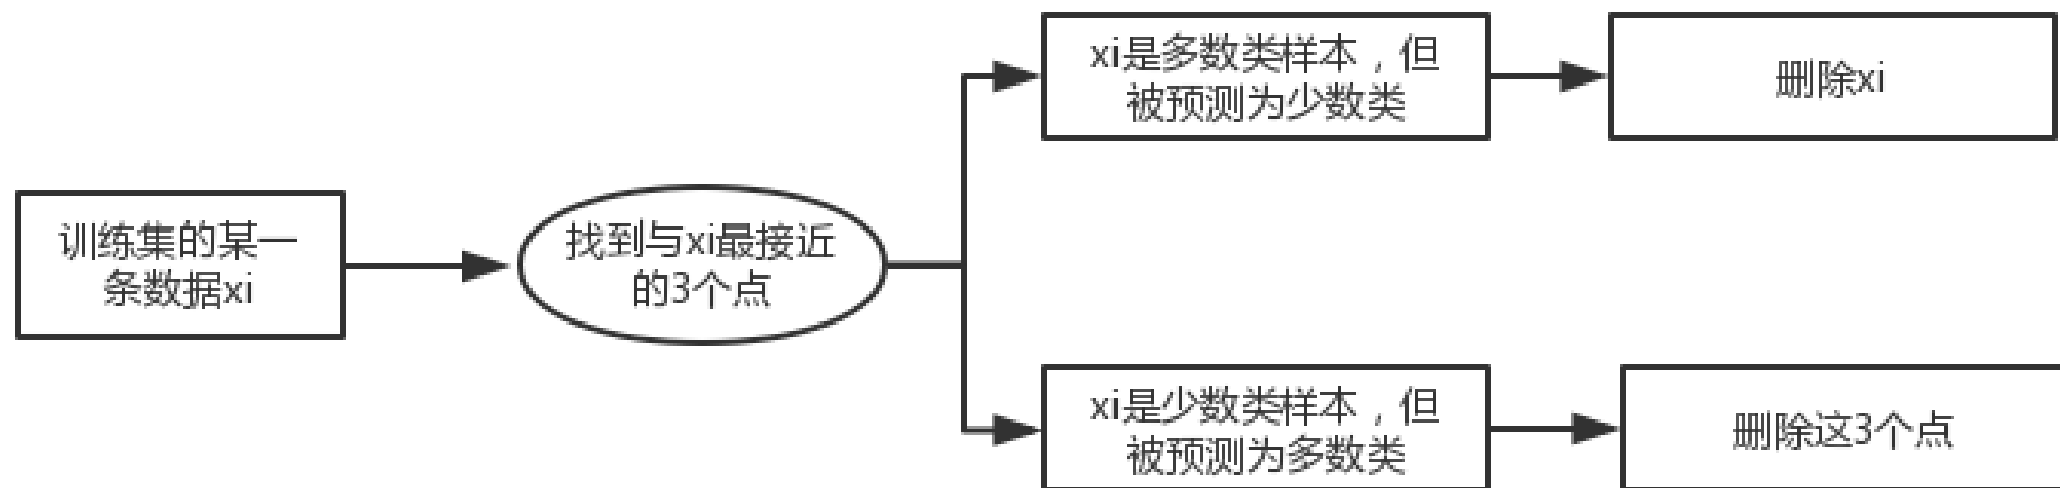 训练集的某一
条数据xi
找到与xi最接近
的3个点
xi是多数类样本，但
被预测为少数类
删除xi
xi是少数类样本，但
被预测为多数类
删除这3个点